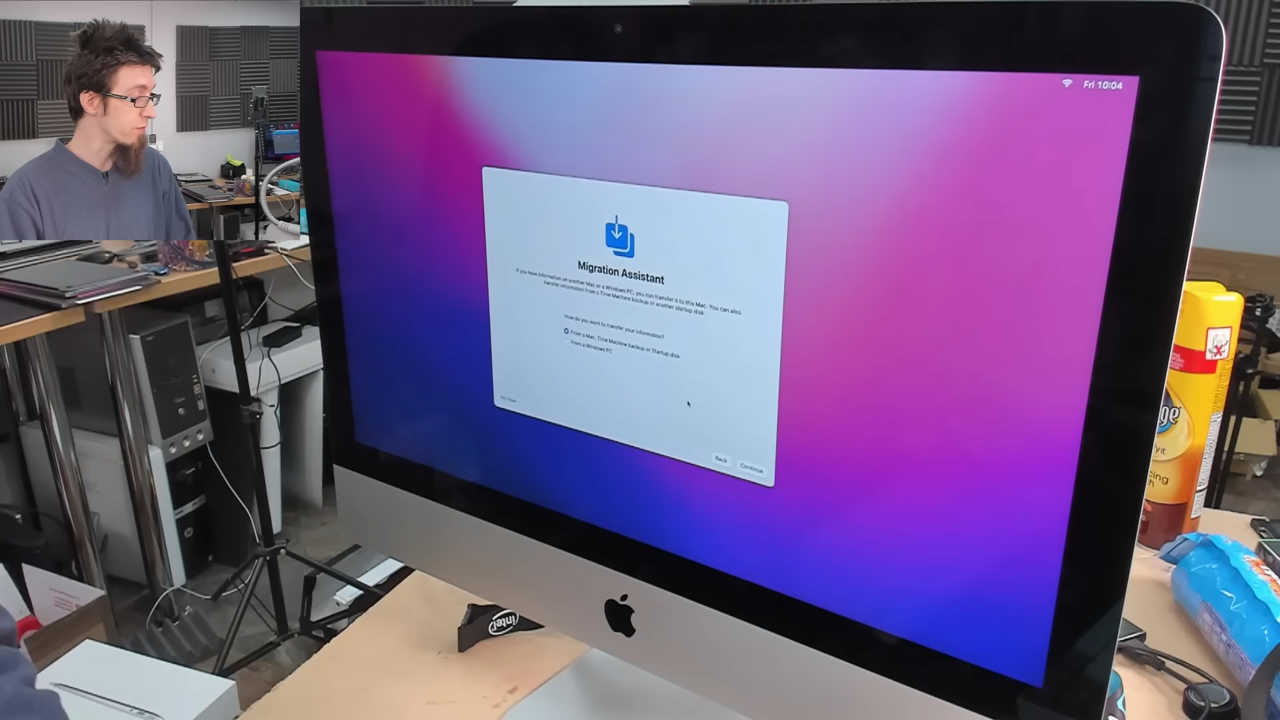 Fri 10:04
Migration Assistant
If you have information on another Mac or a Windows PC, you can transfer it to this Mac. You can also
transfer information from a Time Machine backup or another startup disk.
How do you want to transfer your information?
From a Mac, Time Machine backup or Startup disk
From a Windows PC
Not Now
Back
Continue
intel